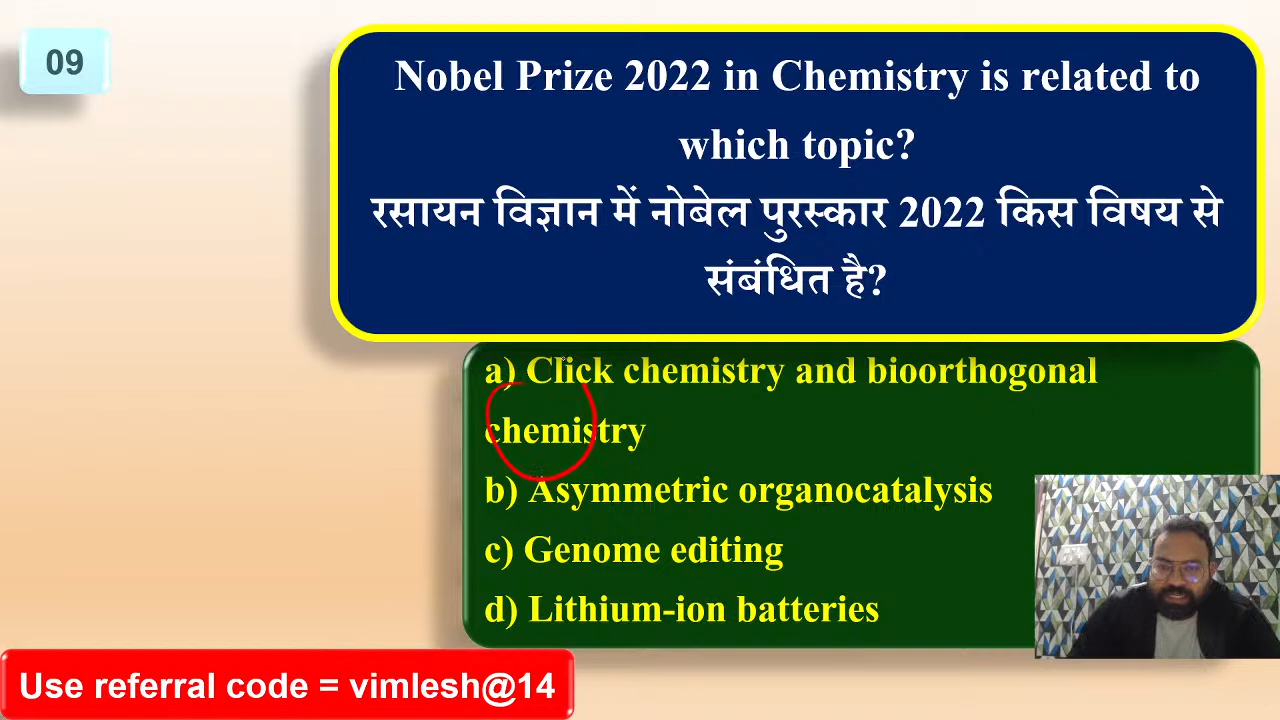 09
Nobel Prize 2022 in Chemistry is related to
which topic?
रसायन विज्ञान में नोबेल पुरस्कार 2022 किस विषय से
संबंधित है?
a) Click chemistry and bioorthogonal
chemistry
b) Asymmetric organocatalysis
c) Genome editing
d) Lithium-ion batteries
Use referral code = vimlesh@14